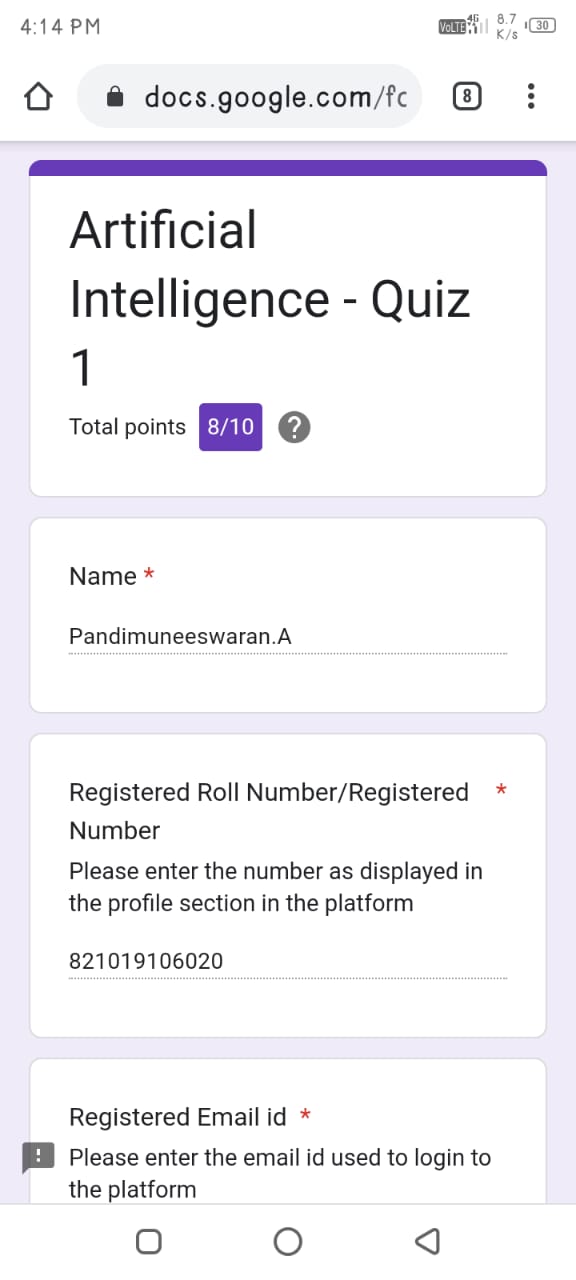 4:14 PM VoLTE 4G 8.7 K/s 30
docs.google.com/fc 8
Artificial
Intelligence - Quiz
1
Total points 8/10 ?
Name *
Pandimuneeswaran.A
Registered Roll Number/Registered *
Number
Please enter the number as displayed in
the profile section in the platform
821019106020
Registered Email id *
! Please enter the email id used to login to
the platform